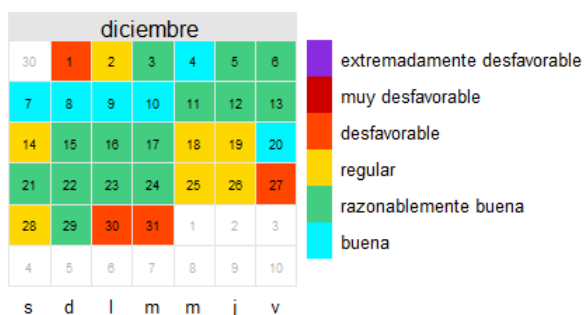 diciembre
30 1 2 3 4 5 6
7 8 9 10 11 12 13
14 15 16 17 18 19 20
21 22 23 24 25 26 27
28 29 30 31 1 2 3
4 5 6 7 8 9 10
s d l m m j v
extremadamente desfavorable
muy desfavorable
desfavorable
regular
razonablemente buena
buena